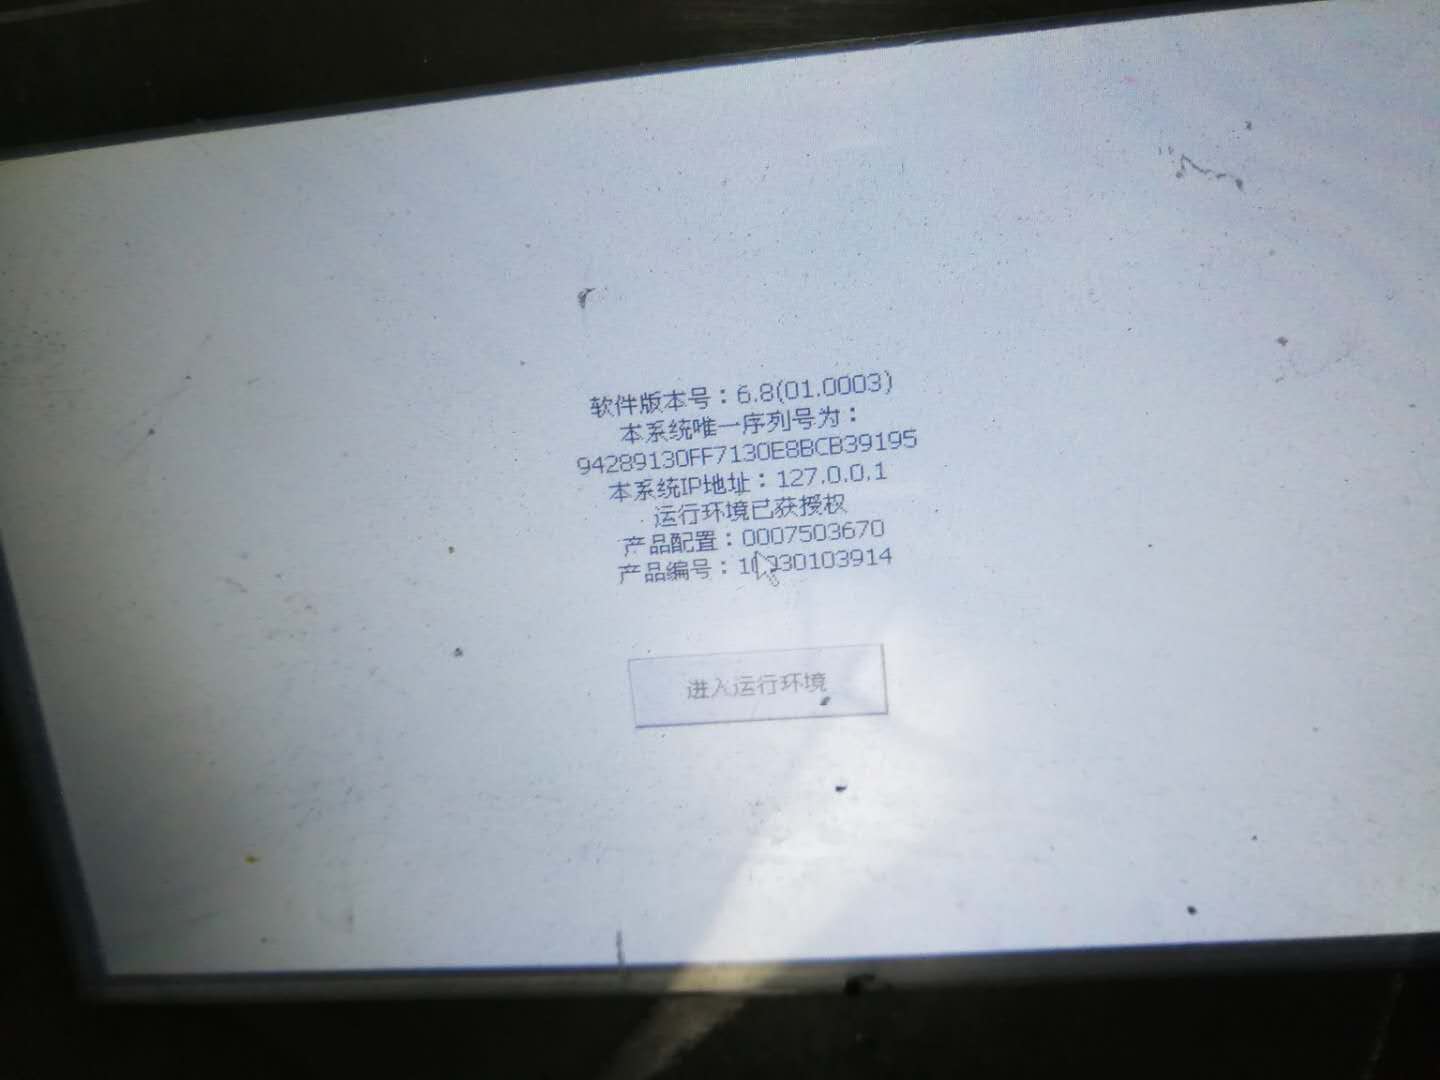 软件版本号：6.8(01.0003)
本系统唯一序列号为：
94289130FF7130E8BCB39195
本系统IP地址：127.0.0.1
运行环境已获授权
产品配置：0007503670
产品编号：
进入运行环境